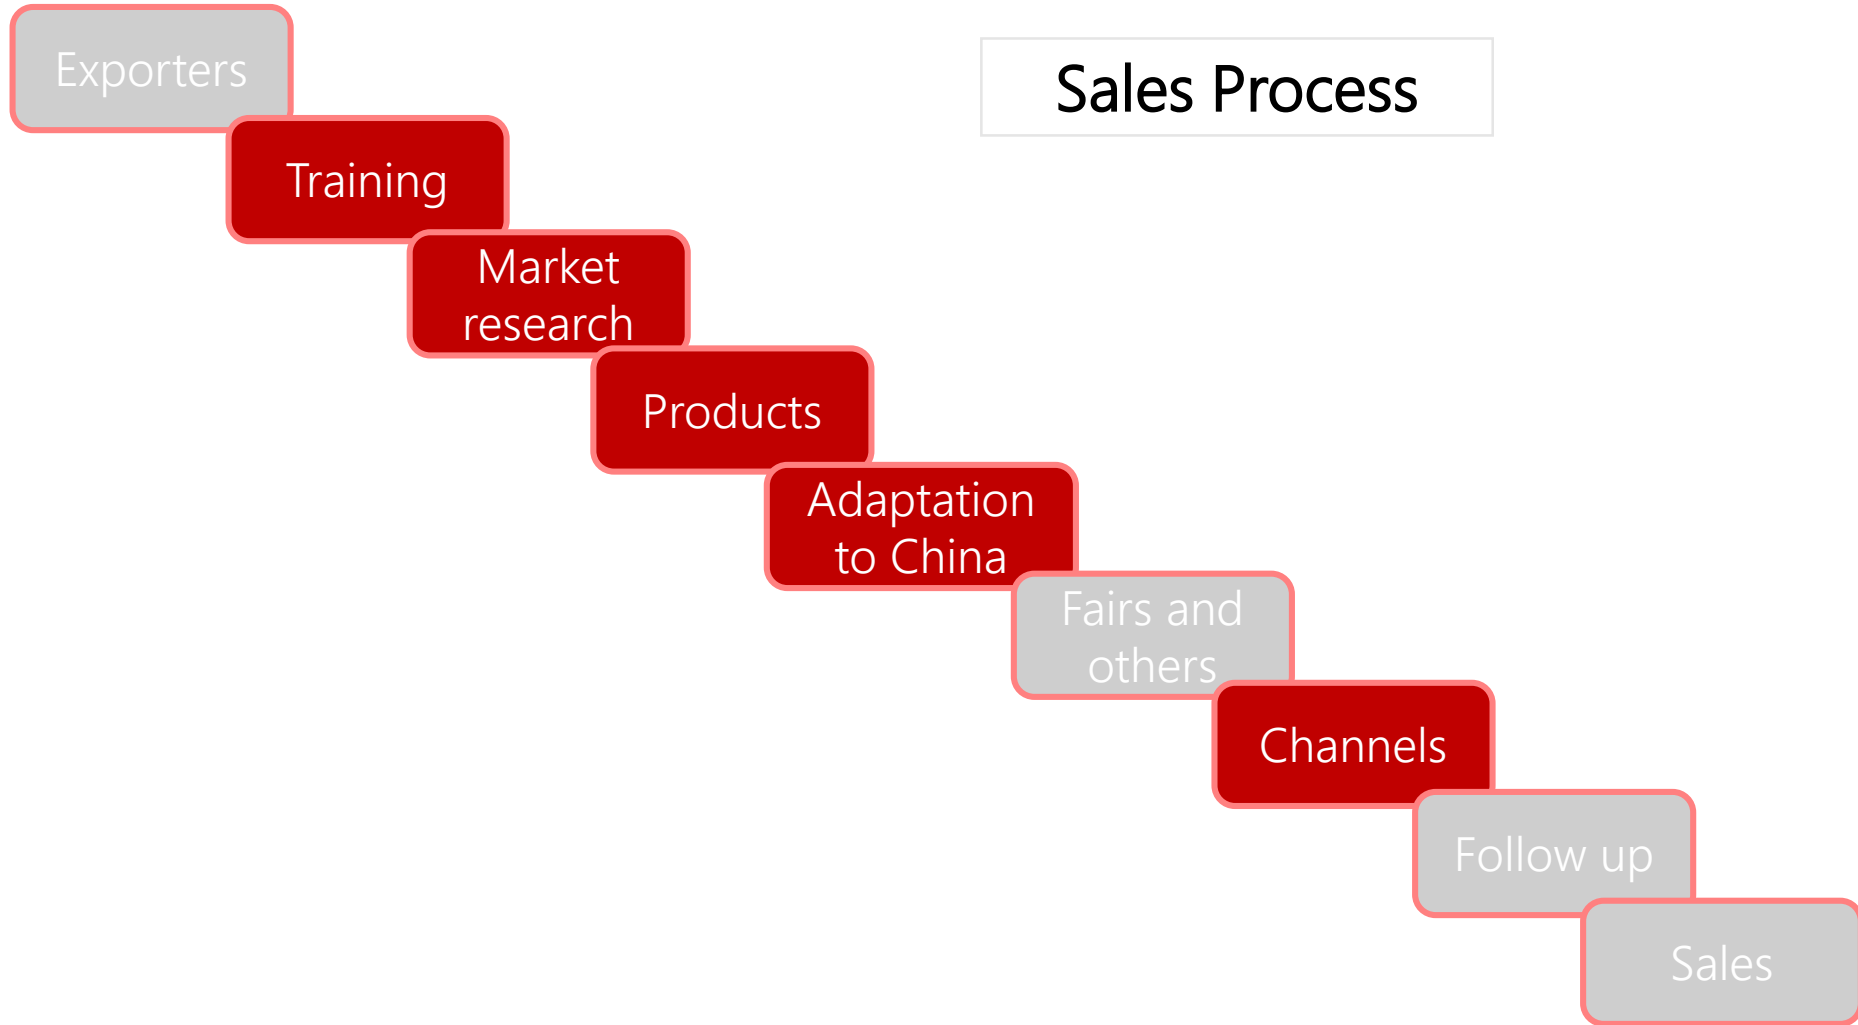 Exporters
Sales Process
Training
Market
research
Products
Adaptation
to China
Fairs and
others
Channels
Follow up
Sales